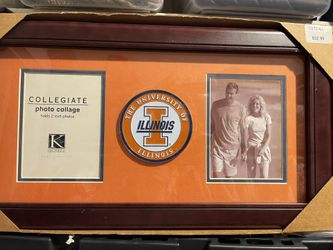 COLLEGIATE
photo collage
holds 2 4x6 photos
K
THE UNIVERSITY OF
I
ILLINOIS
ILLINOIS